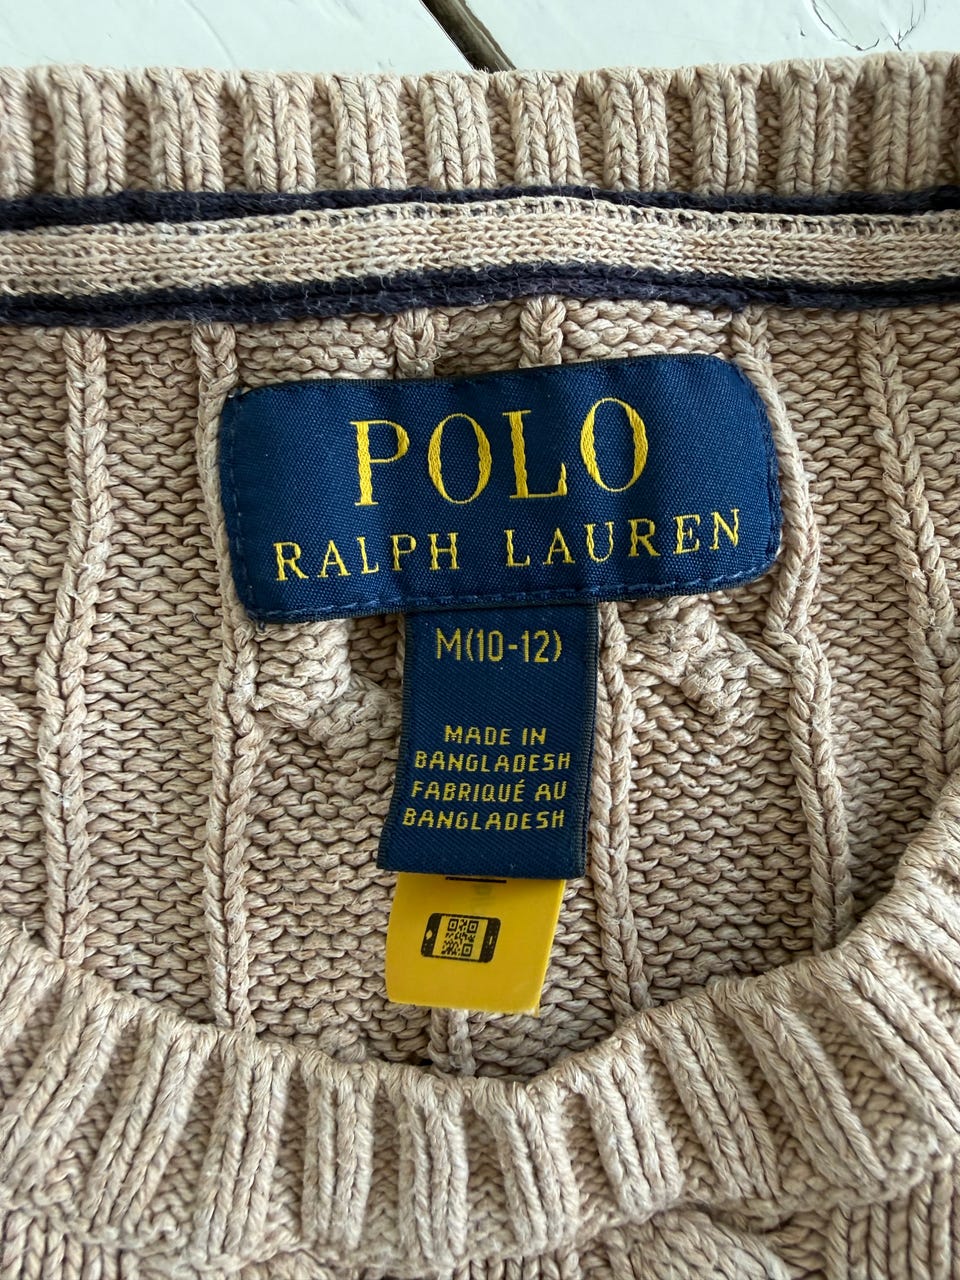 POLO
RALPH LAUREN
M(10-12)
MADE IN
BANGLADESH
FABRIQUÉ AU
BANGLADESH